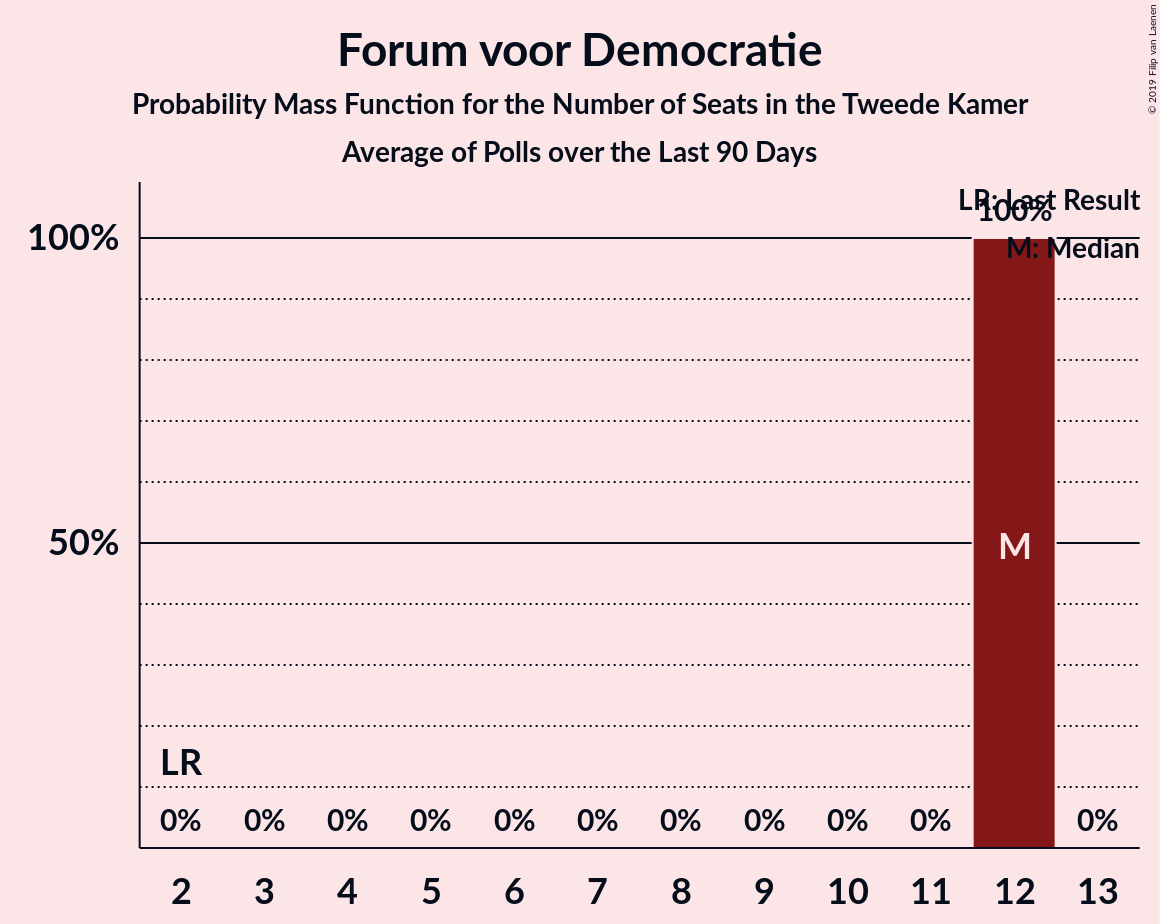 Forum voor Democratie
Probability Mass Function for the Number of Seats in the Tweede Kamer
Average of Polls over the Last 90 Days
© 2019 Filip van Laenen
LR: Last Result
100%
M: Median
100%
50%
M
LR
0% 0% 0% 0% 0% 0% 0% 0% 0% 0% 0%
2 3 4 5 6 7 8 9 10 11 12 13